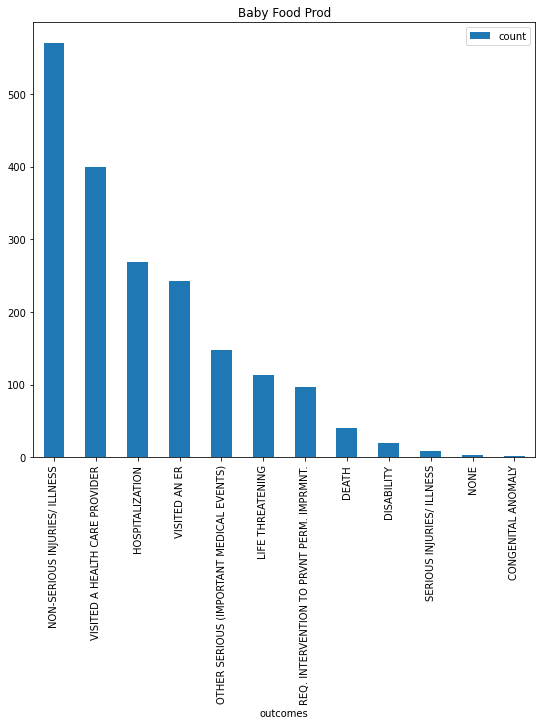 Baby Food Prod
count
500
400
300
200
100
0
NON-SERIOUS INJURIES/ ILLNESS
VISITED A HEALTH CARE PROVIDER
HOSPITALIZATION
VISITED AN ER
OTHER SERIOUS (IMPORTANT MEDICAL EVENTS)
LIFE THREATENING
REQ. INTERVENTION TO PRVNT PERM. IMPRMNT.
DEATH
DISABILITY
SERIOUS INJURIES/ ILLNESS
NONE
CONGENITAL ANOMALY
outcomes